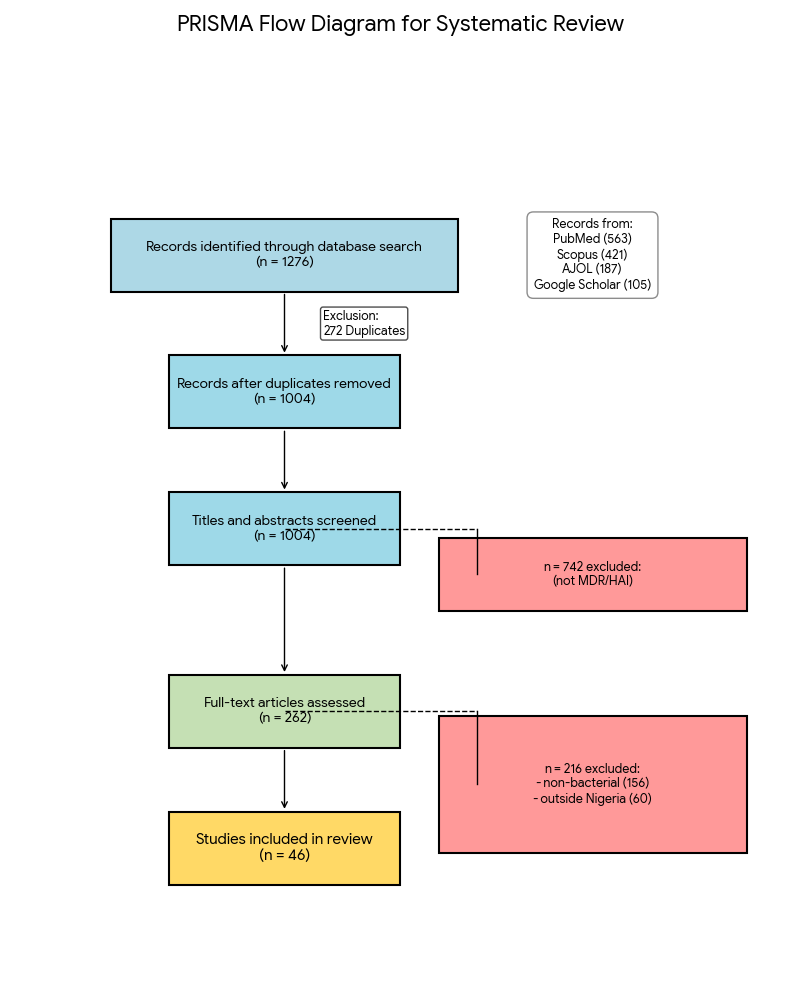 PRISMA Flow Diagram for Systematic Review
Records identified through database search
(n = 1276)
Records from:
PubMed (563)
Scopus (421)
AJOL (187)
Google Scholar (105)
Exclusion:
272 Duplicates
Records after duplicates removed
(n = 1004)
Titles and abstracts screened
(n = 1004)
n = 742 excluded:
(not MDR/HAI)
Full-text articles assessed
(n = 262)
n = 216 excluded:
- non-bacterial (156)
- outside Nigeria (60)
Studies included in review
(n = 46)